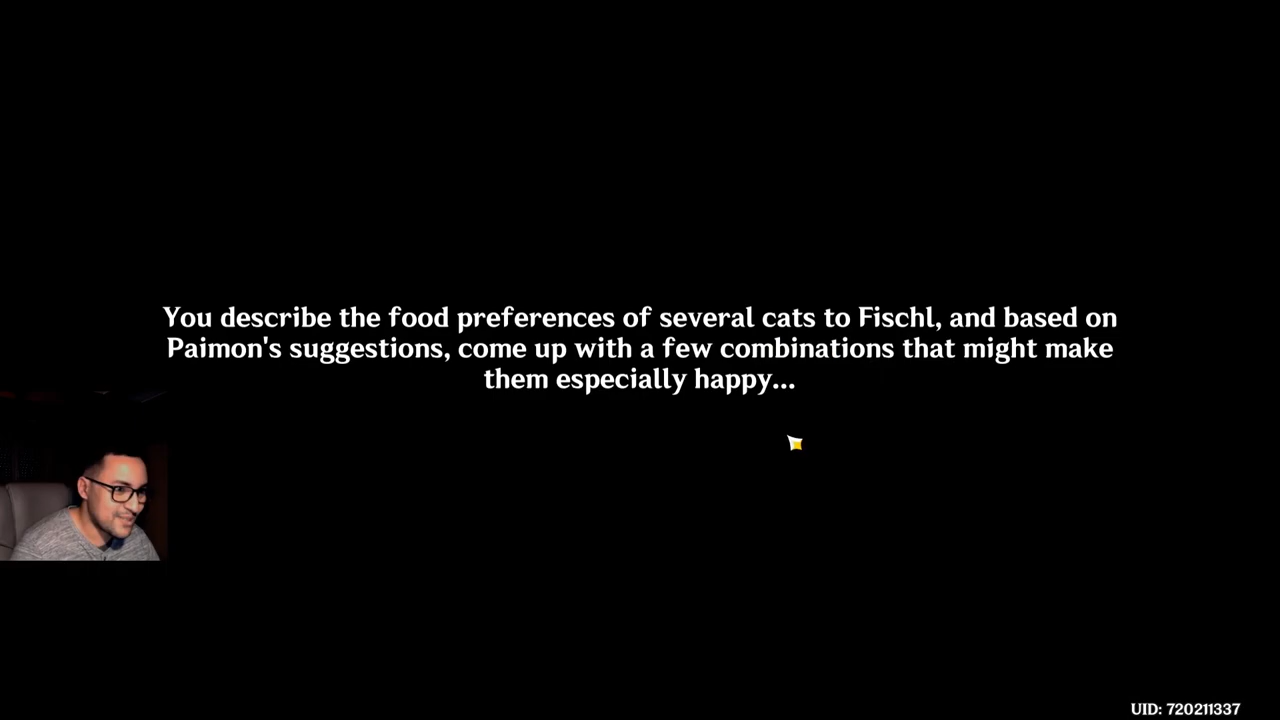 You describe the food preferences of several cats to Fischl, and based on
Paimon's suggestions, come up with a few combinations that might make
them especially happy...
UID: 720211337